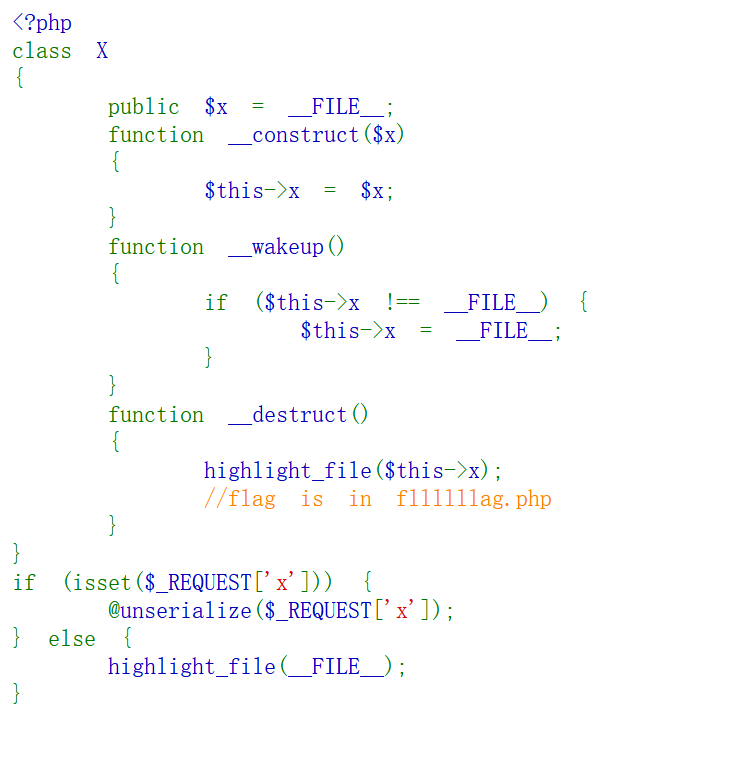 <?php
class X
{
public $x = __FILE__;
function __construct($x)
{
$this->x = $x;
}
function __wakeup()
{
if ($this->x !== __FILE__) {
$this->x = __FILE__;
}
}
function __destruct()
{
highlight_file($this->x);
//flag is in fllllllag.php
}
}
if (isset($_REQUEST['x'])) {
@unserialize($_REQUEST['x']);
} else {
highlight_file(__FILE__);
}